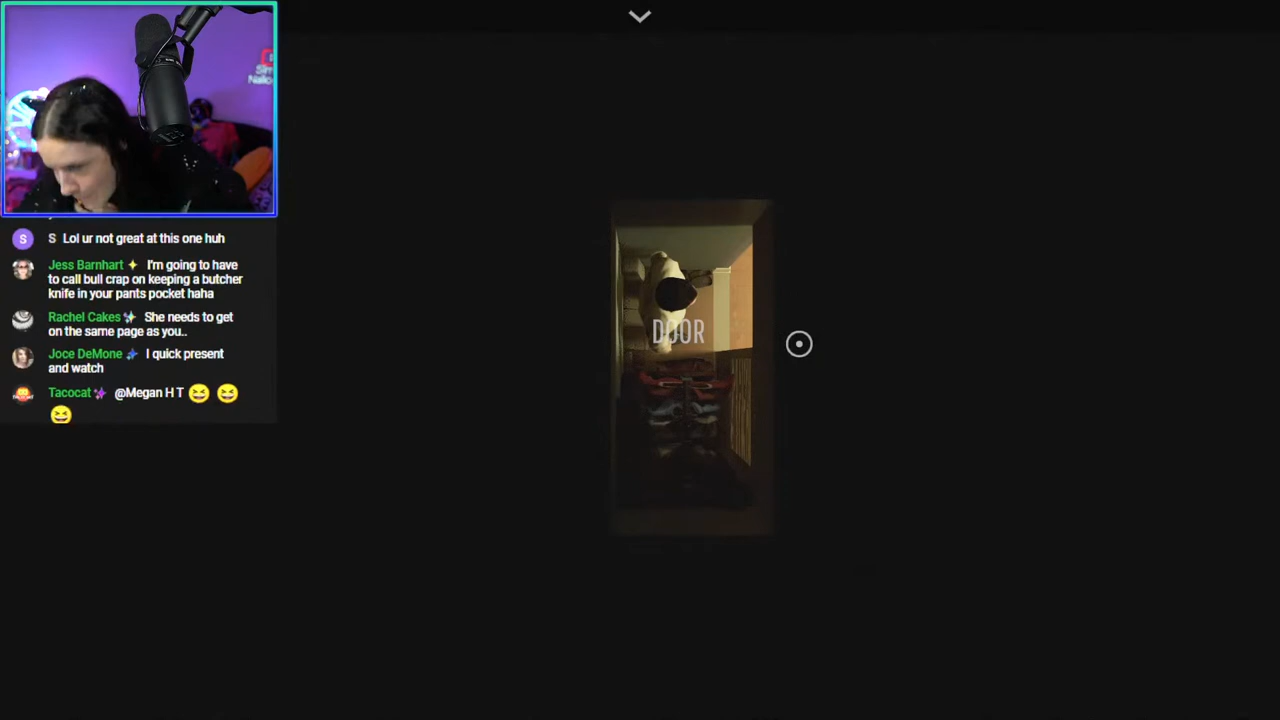 S Lol ur not great at this one huh
Jess Barnhart I'm going to have
to call bull crap on keeping a butcher
knife in your pants pocket haha
Rachel Cakes She needs to get
on the same page as you..
Joce DeMone I quick present
and watch
Tacocat @Megan H T
DOOR